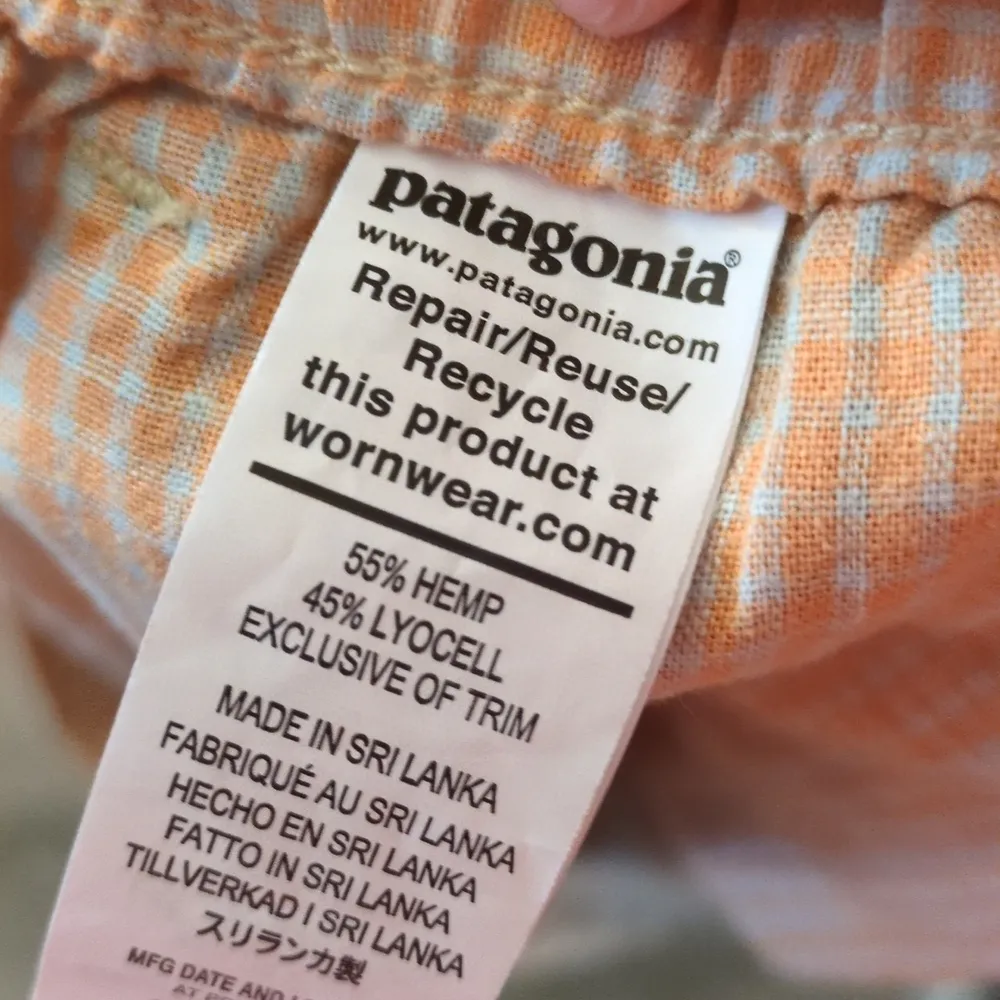 patagonia®
www.patagonia.com
Repair/Reuse/
Recycle
this product at
wornwear.com
55% HEMP
45% LYOCELL
EXCLUSIVE OF TRIM
MADE IN SRI LANKA
FABRIQUÉ AU SRI LANKA
HECHO EN SRI LANKA
FATTO IN SRI LANKA
TILLVERKAD I SRI LANKA
スリランカ製
MFG DATE AND
AT